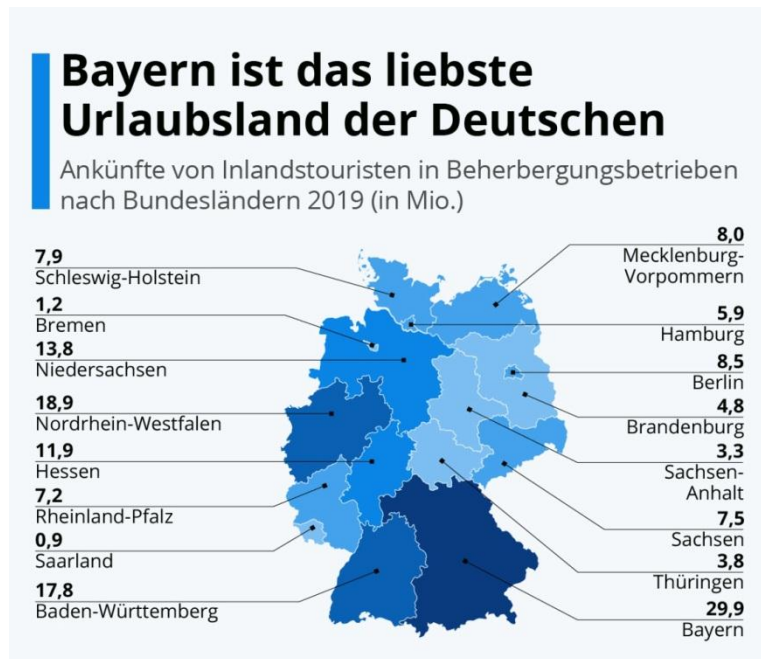 Bayern ist das liebste
Urlaubsland der Deutschen
Ankünfte von Inlandstouristen in Beherbergungsbetrieben
nach Bundesländern 2019 (in Mio.)
7,9
Schleswig-Holstein
1,2
Bremen
13,8
Niedersachsen
18,9
Nordrhein-Westfalen
11,9
Hessen
7,2
Rheinland-Pfalz
0,9
Saarland
17,8
Baden-Württemberg
8,0
Mecklenburg-
Vorpommern
5,9
Hamburg
8,5
Berlin
4,8
Brandenburg
3,3
Sachsen-
Anhalt
7,5
Sachsen
3,8
Thüringen
29,9
Bayern